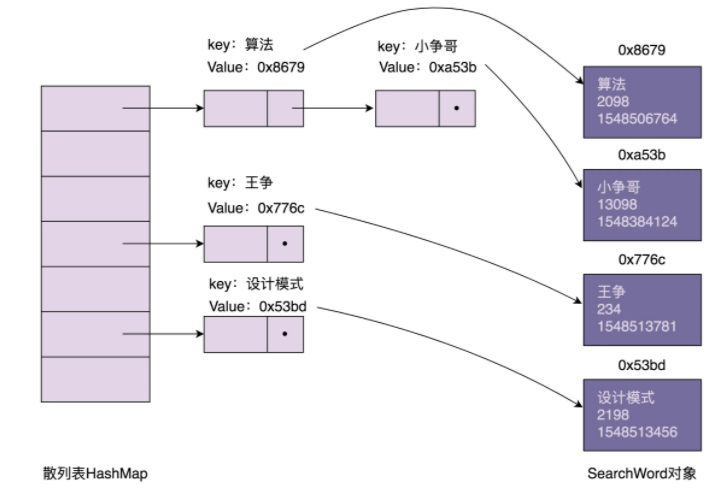 key：算法
Value：0x8679
key：小争哥
Value：0xa53b
0x8679
算法
2098
1548506764
0xa53b
小争哥
13098
1548384124
key：王争
Value：0x776c
0x776c
王争
234
1548513781
key：设计模式
Value：0x53bd
0x53bd
设计模式
2198
1548513456
散列表HashMap
SearchWord对象